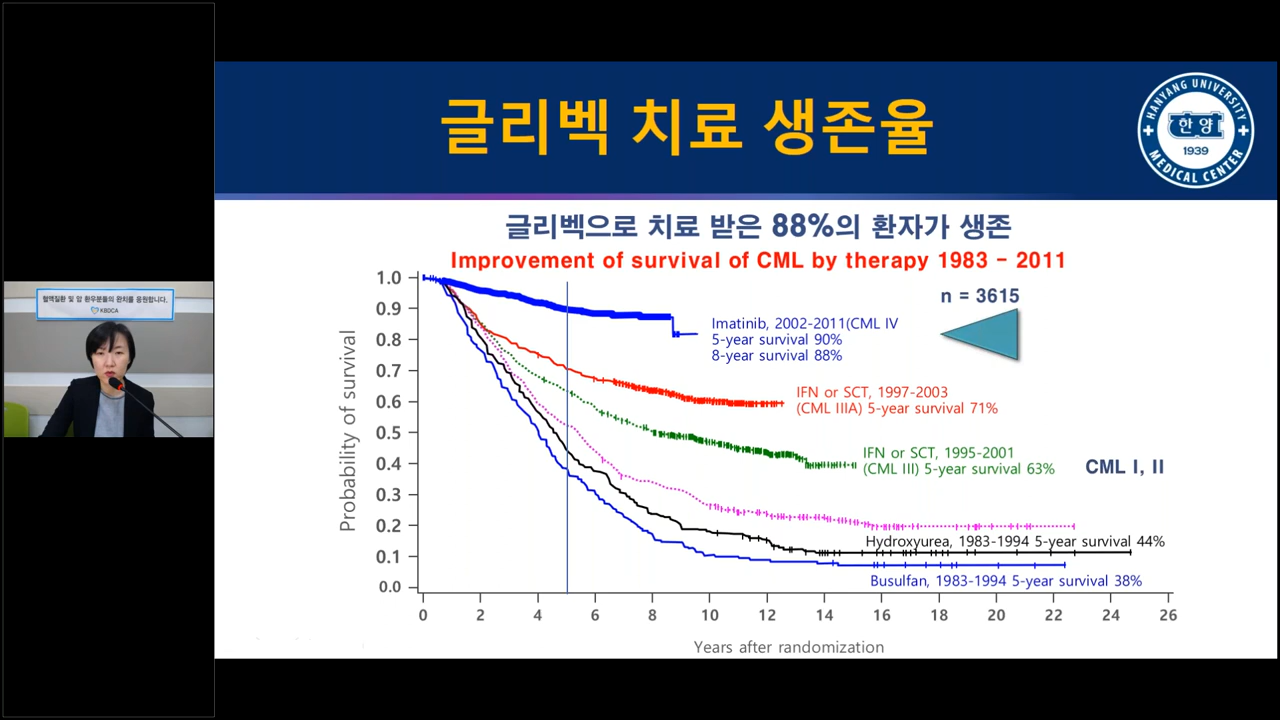 글리벡 치료 생존율
HANYANG UNIVERSITY
한양
1939
MEDICAL CENTER
글리벡으로 치료 받은 88%의 환자가 생존
Improvement of survival of CML by therapy 1983 - 2011
n = 3615
Probability of survival
1.0
0.9
0.8
0.7
0.6
0.5
0.4
0.3
0.2
0.1
0.0
Imatinib, 2002-2011(CML IV
5-year survival 90%
8-year survival 88%
IFN or SCT, 1997-2003
(CML IIIA) 5-year survival 71%
IFN or SCT, 1995-2001
(CML III) 5-year survival 63%
CML I, II
Hydroxyurea, 1983-1994 5-year survival 44%
Busulfan, 1983-1994 5-year survival 38%
0 2 4 6 8 10 12 14 16 18 20 22 24 26
Years after randomization
혈액질환 및 암 환우분들의 완치를 응원합니다.
KBDCA